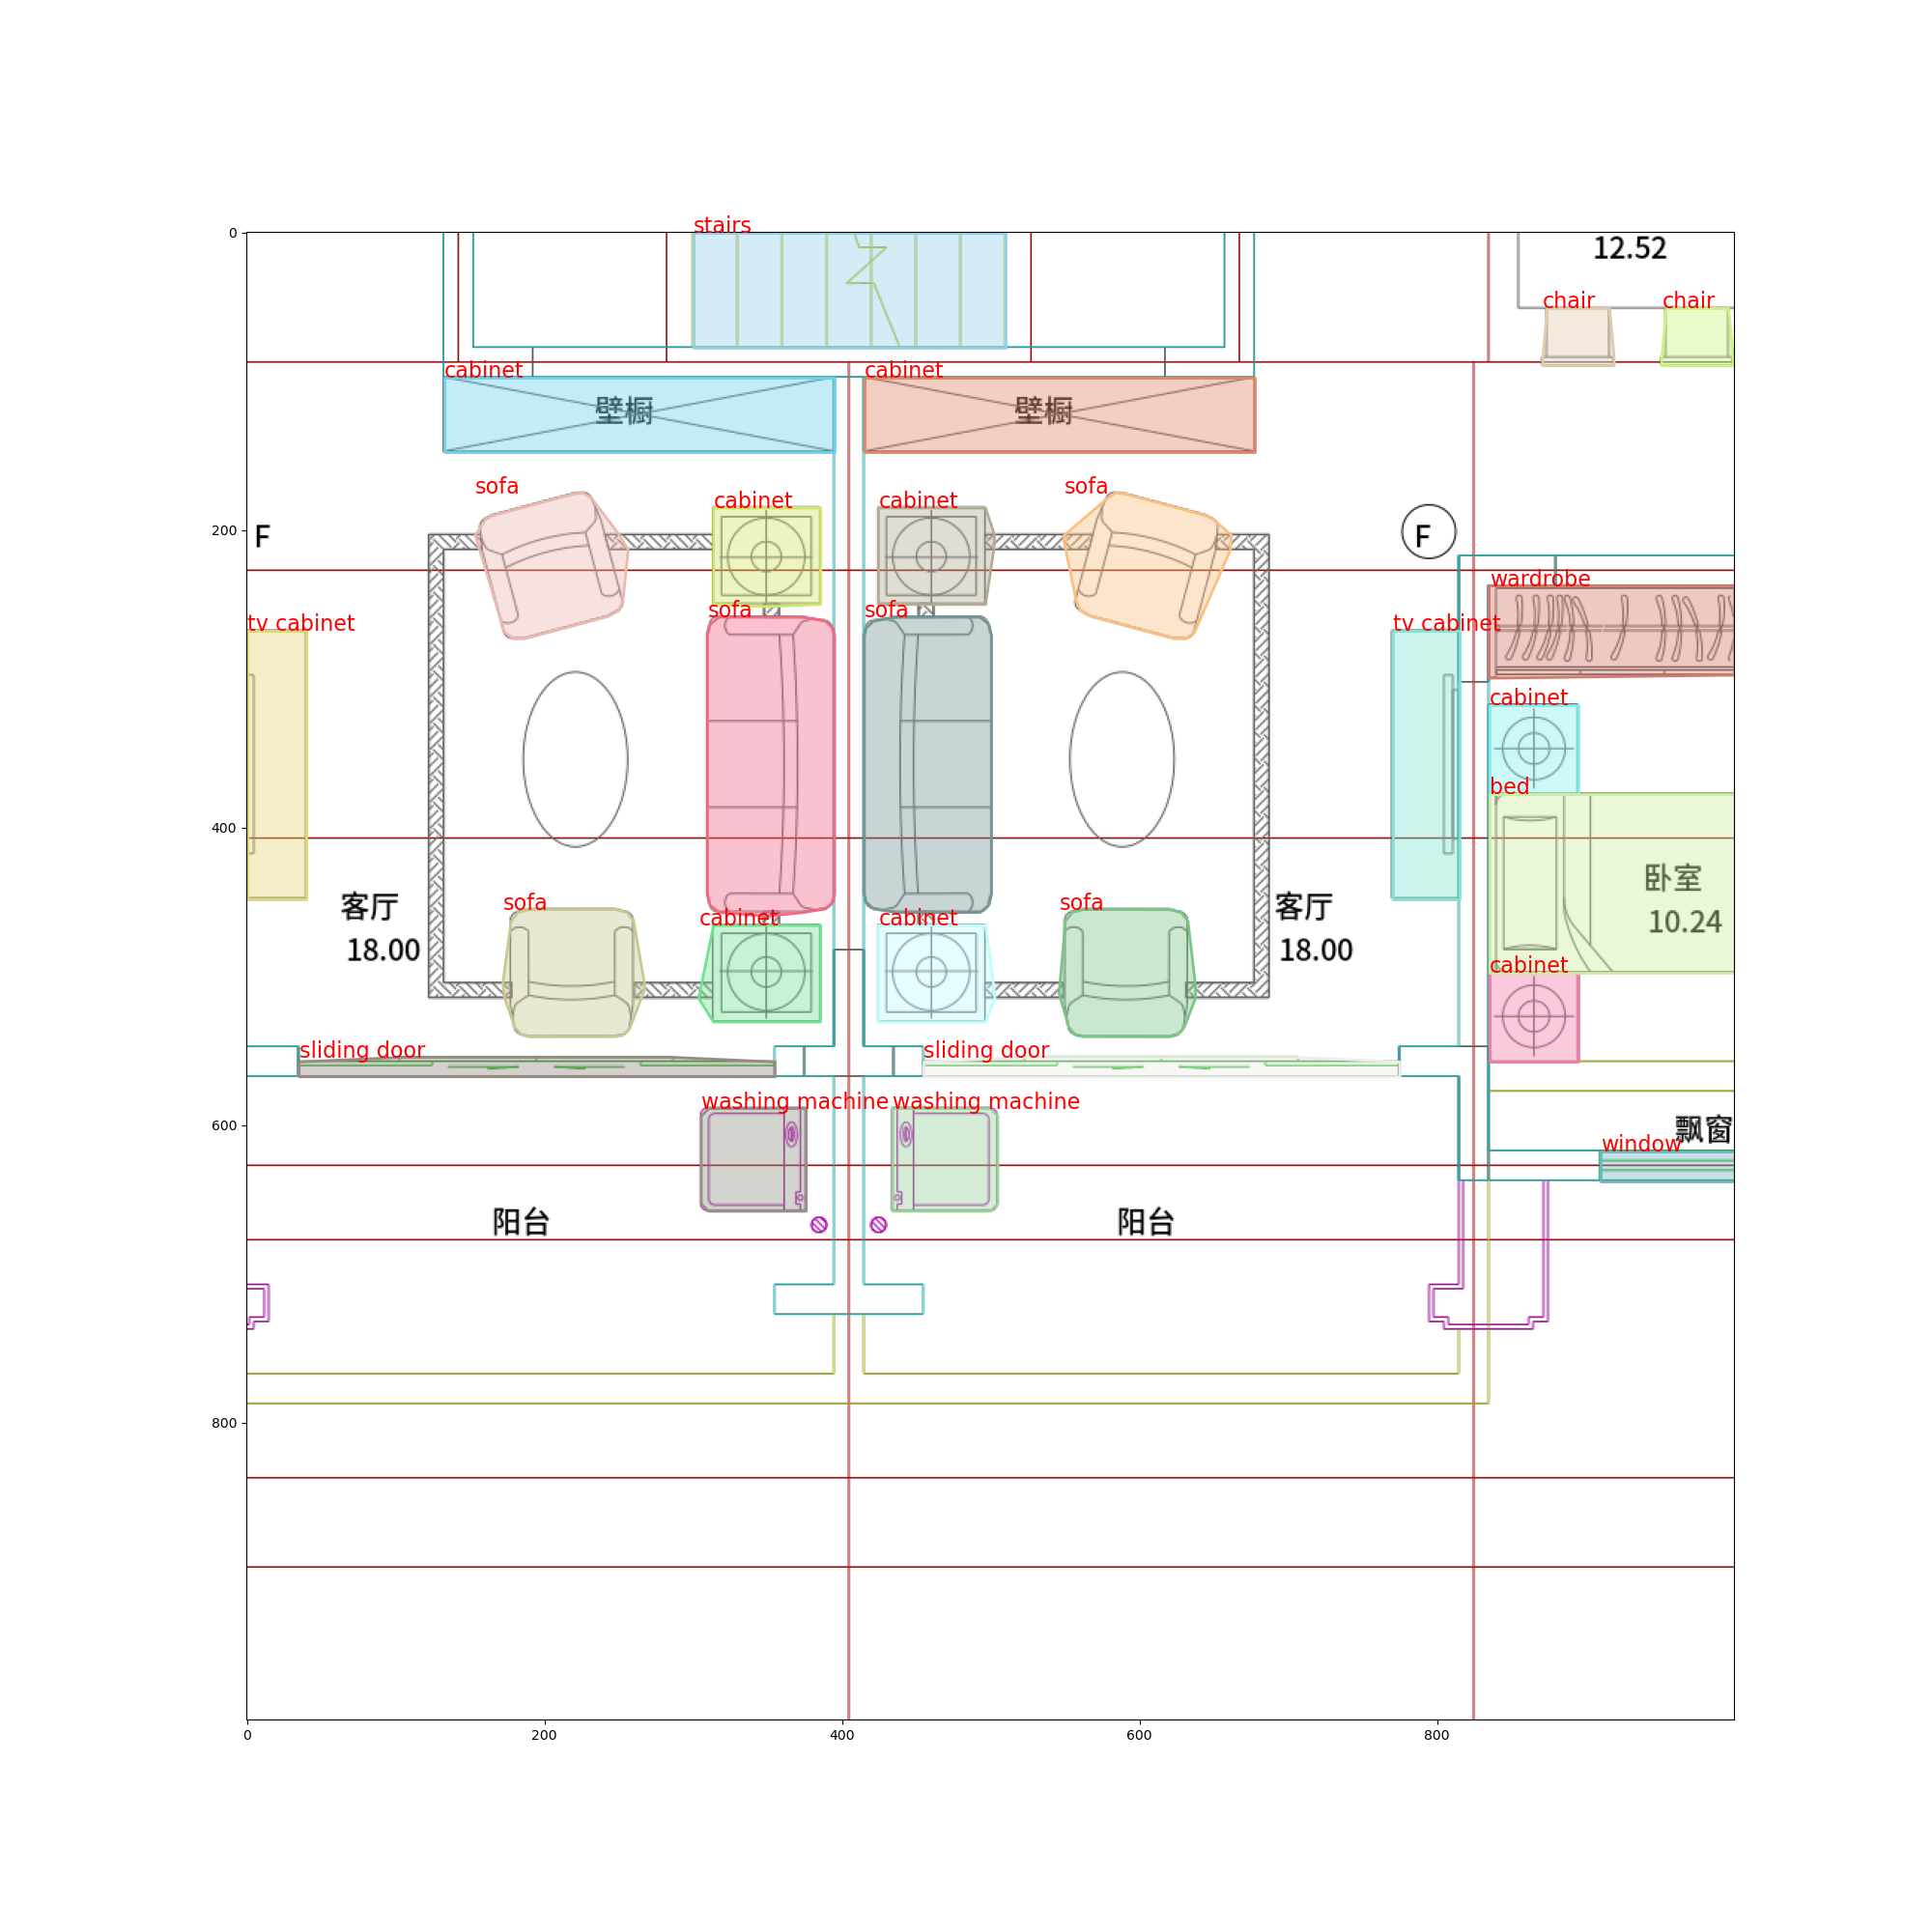 stairs
12.52
0
chair
chair
cabinet
cabinet
壁橱
壁橱
sofa
sofa
cabinet
cabinet
200
F
F
wardrobe
sofa
sofa
tv cabinet
tv cabinet
cabinet
bed
400
卧室
10.24
客厅
18.00
sofa
cabinet
cabinet
sofa
客厅
18.00
cabinet
sliding door
sliding door
washing machine
washing machine
600
飘窗
window
阳台
阳台
800
0
200
400
600
800